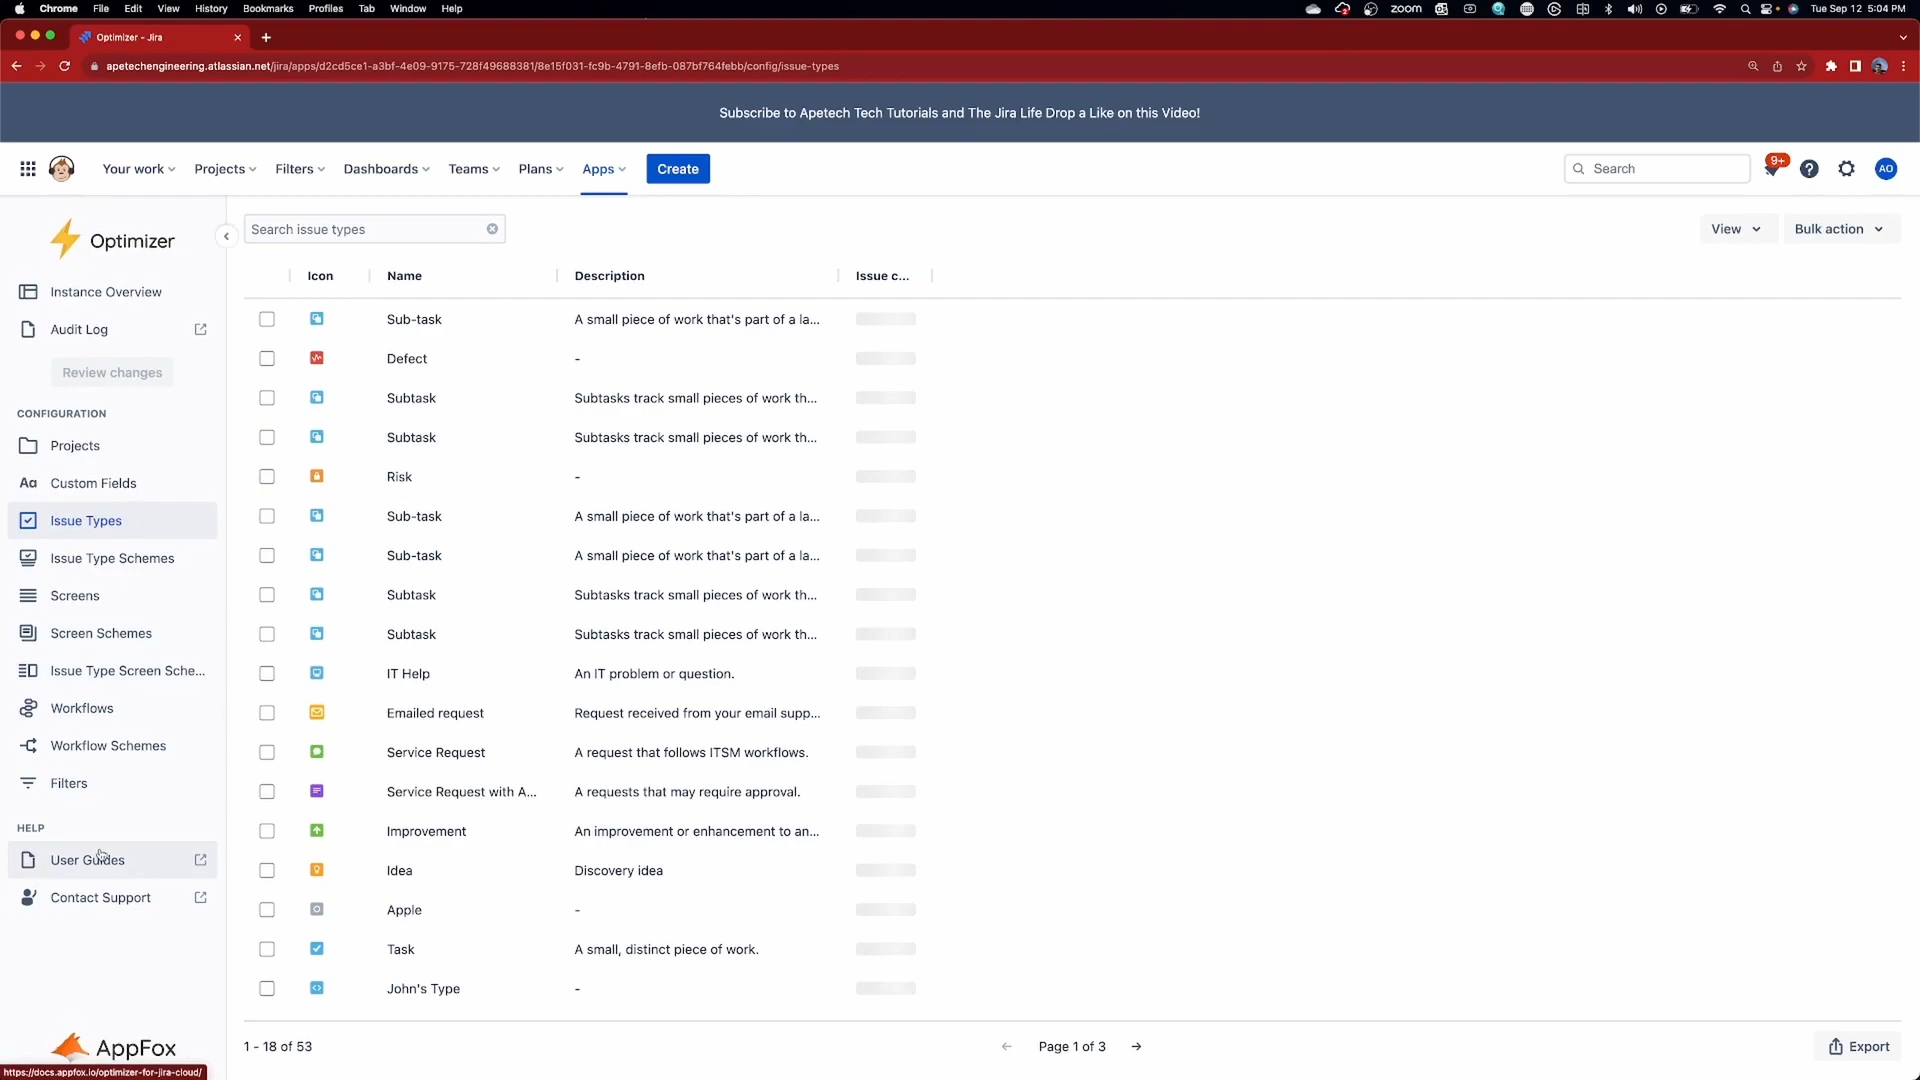 Chrome File Edit View History Bookmarks Profiles Tab Window Help zoom Tue Sep 12 5:04 PM
Optimizer - Jira
apetechengineering.atlassian.net/jira/apps/d2cd5ce1-a3bf-4e09-9175-728f49688381/8e15f031-fc9b-4791-8efb-087bf764febb/config/issue-types
Subscribe to Apetech Tech Tutorials and The Jira Life Drop a Like on this Video!
Your work Projects Filters Dashboards Teams Plans Apps Create Search 9+ AO
Optimizer
Instance Overview
Audit Log
Review changes
CONFIGURATION
Projects
Aa Custom Fields
Issue Types
Issue Type Schemes
Screens
Screen Schemes
Issue Type Screen Sche...
Workflows
Workflow Schemes
Filters
HELP
User Guides
Contact Support
AppFox
https://docs.appfox.io/optimizer-for-jira-cloud/
Search issue types View Bulk action
Icon Name Description Issue c...
Sub-task A small piece of work that's part of a la...
Defect -
Subtask Subtasks track small pieces of work th...
Subtask Subtasks track small pieces of work th...
Risk -
Sub-task A small piece of work that's part of a la...
Sub-task A small piece of work that's part of a la...
Subtask Subtasks track small pieces of work th...
Subtask Subtasks track small pieces of work th...
IT Help An IT problem or question.
Emailed request Request received from your email supp...
Service Request A request that follows ITSM workflows.
Service Request with A... A requests that may require approval.
Improvement An improvement or enhancement to an...
Idea Discovery idea
Apple -
Task A small, distinct piece of work.
John's Type -
1 - 18 of 53 Page 1 of 3 Export